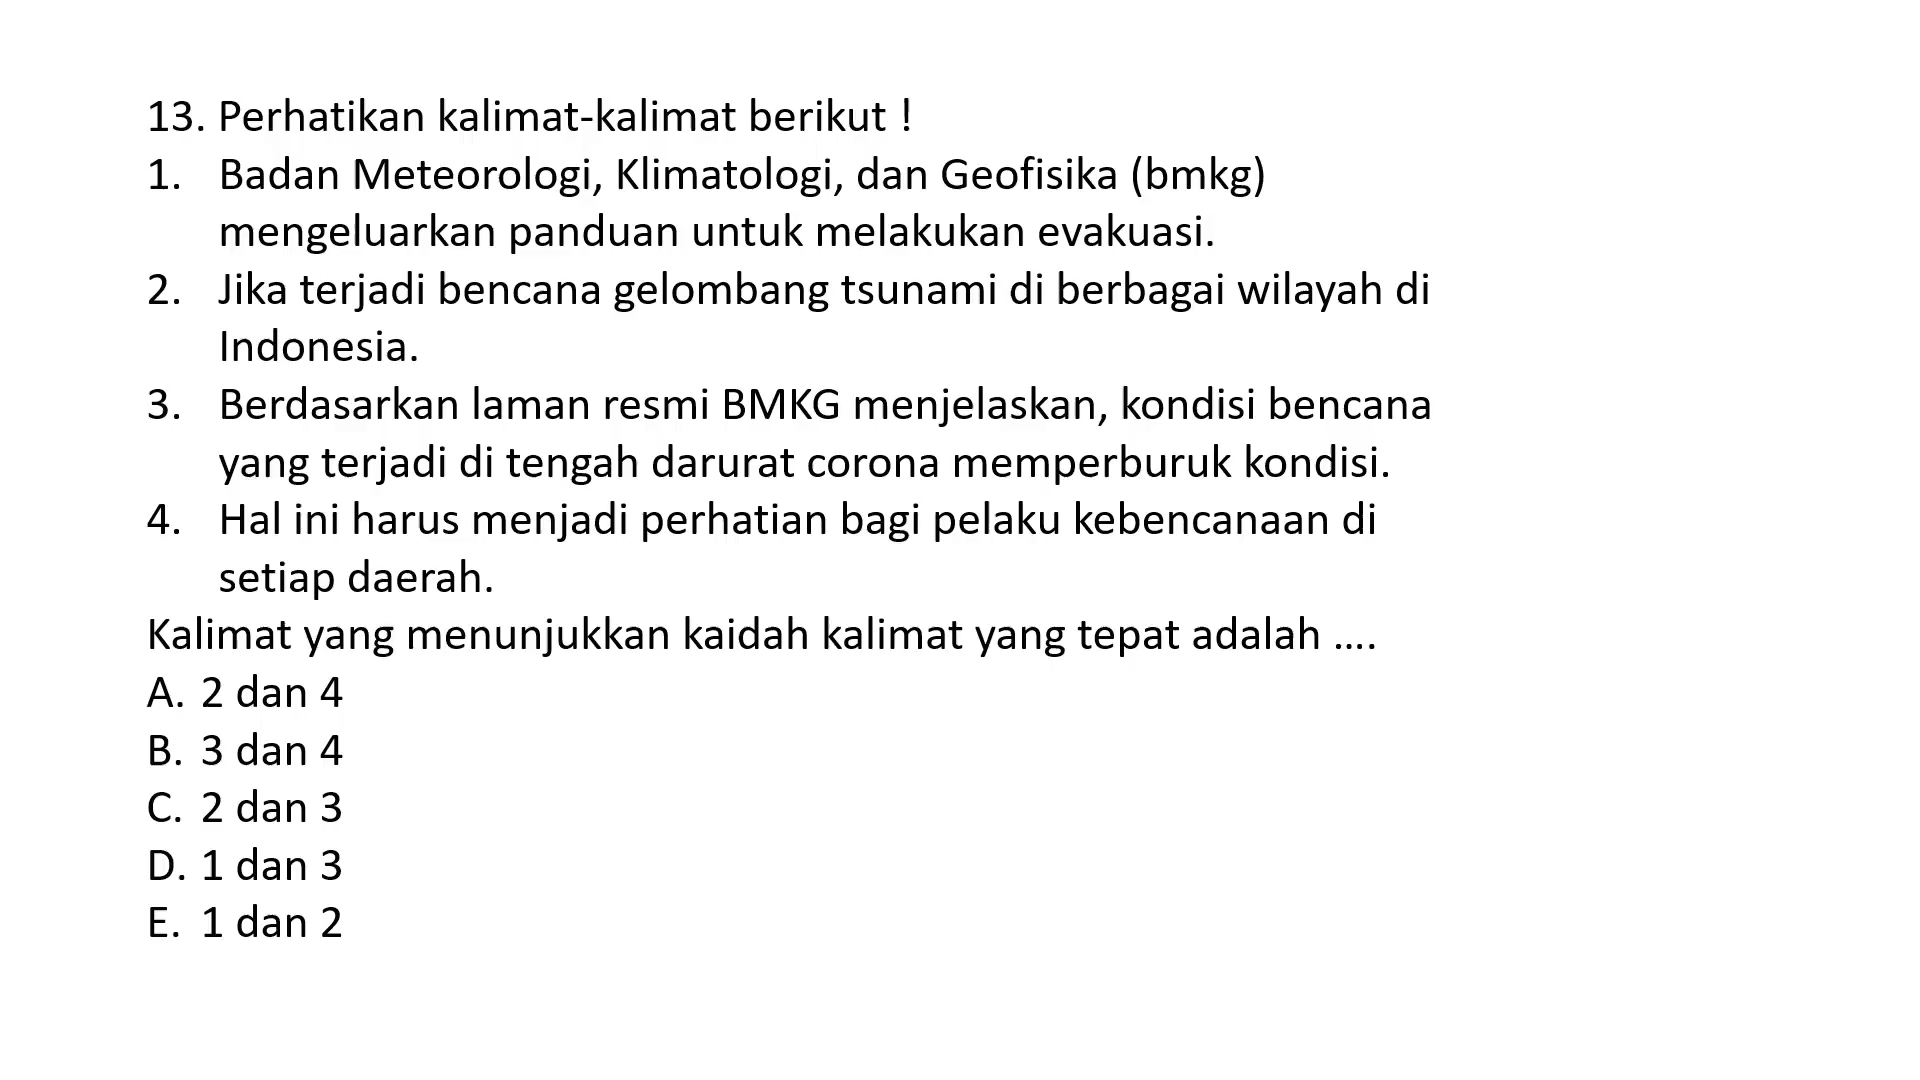 13. Perhatikan kalimat-kalimat berikut !
1. Badan Meteorologi, Klimatologi, dan Geofisika (bmkg)
mengeluarkan panduan untuk melakukan evakuasi.
2. Jika terjadi bencana gelombang tsunami di berbagai wilayah di
Indonesia.
3. Berdasarkan laman resmi BMKG menjelaskan, kondisi bencana
yang terjadi di tengah darurat corona memperburuk kondisi.
4. Hal ini harus menjadi perhatian bagi pelaku kebencanaan di
setiap daerah.
Kalimat yang menunjukkan kaidah kalimat yang tepat adalah ....
A. 2 dan 4
B. 3 dan 4
C. 2 dan 3
D. 1 dan 3
E. 1 dan 2